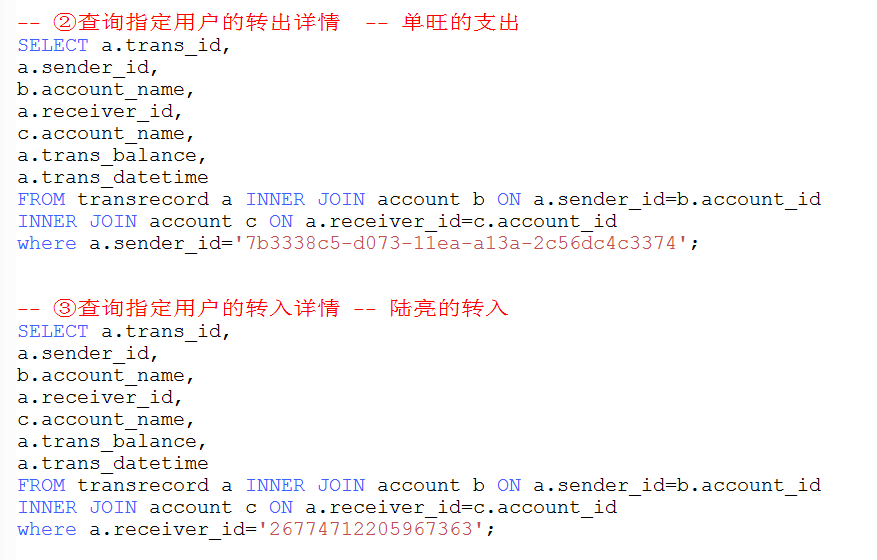 -- ②查询指定用户的转出详情  -- 单旺的支出
SELECT a.trans_id,
a.sender_id,
b.account_name,
a.receiver_id,
c.account_name,
a.trans_balance,
a.trans_datetime
FROM transrecord a INNER JOIN account b ON a.sender_id=b.account_id
INNER JOIN account c ON a.receiver_id=c.account_id
where a.sender_id='7b3338c5-d073-11ea-a13a-2c56dc4c3374';
-- ③查询指定用户的转入详情 -- 陆亮的转入
SELECT a.trans_id,
a.sender_id,
b.account_name,
a.receiver_id,
c.account_name,
a.trans_balance,
a.trans_datetime
FROM transrecord a INNER JOIN account b ON a.sender_id=b.account_id
INNER JOIN account c ON a.receiver_id=c.account_id
where a.receiver_id='26774712205967363';